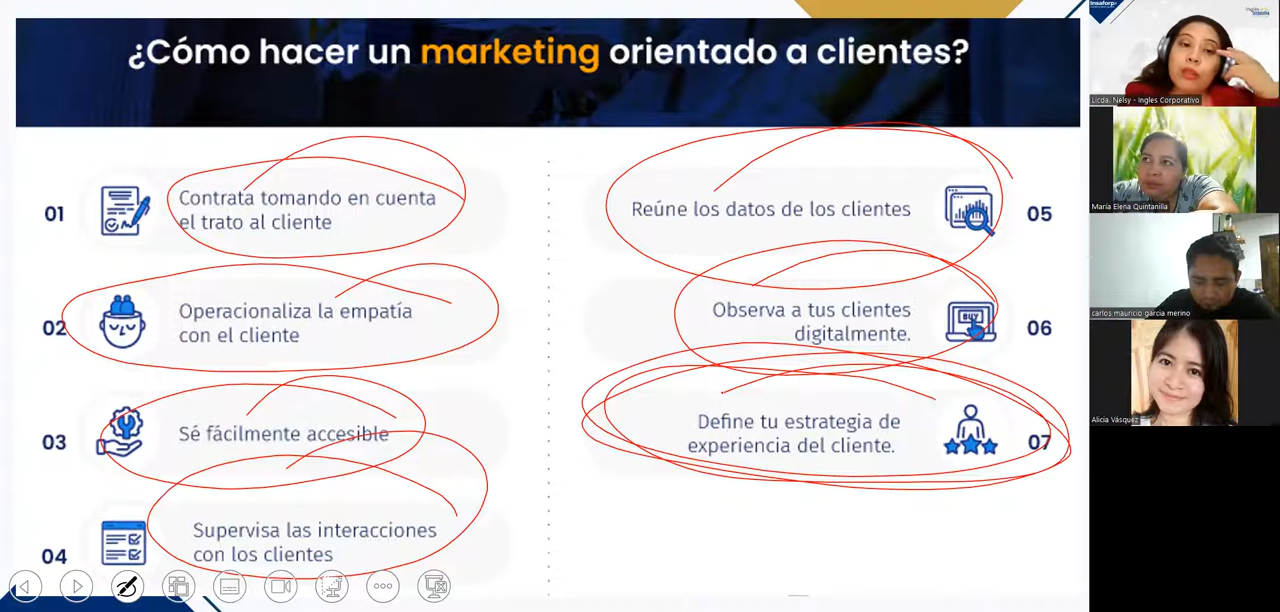 ¿Cómo hacer un marketing orientado a clientes?
01
Contrata tomando en cuenta
el trato al cliente
02
Operacionaliza la empatía
con el cliente
03
Sé fácilmente accesible
04
Supervisa las interacciones
con los clientes
Reúne los datos de los clientes
05
Observa a tus clientes
digitalmente.
BUY
06
Define tu estrategia de
experiencia del cliente.
07
Insaforp
Licda. Nelsy - Ingles Corporativo
María Elena Quintanilla
carlos mauricio garcia merino
Alicia Vásquez